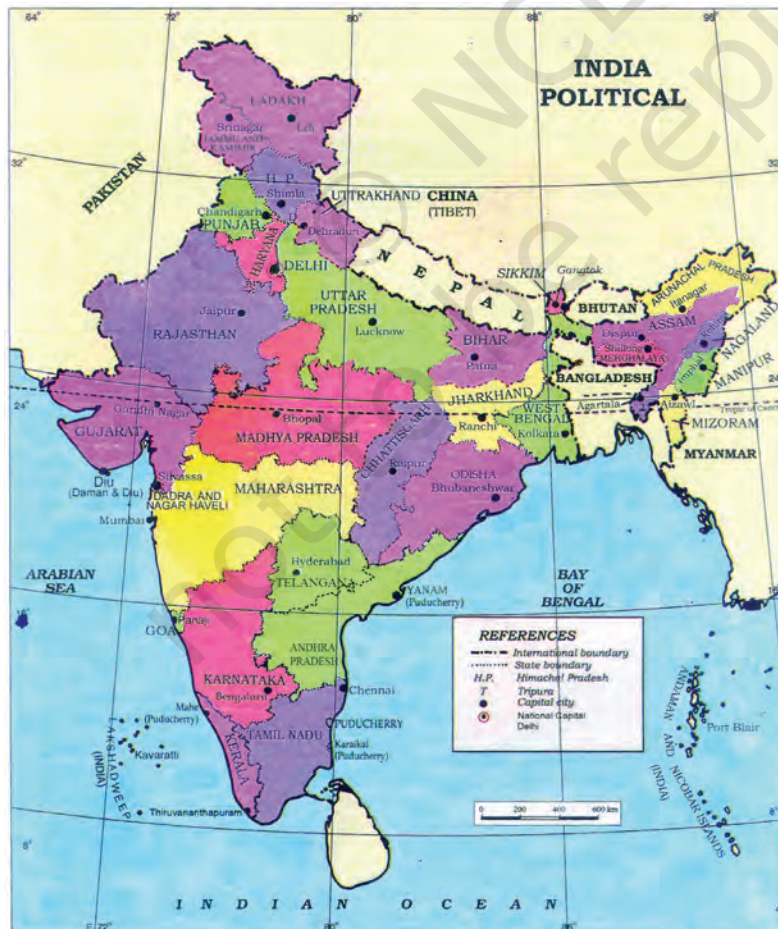 64°
72°
80°
88°
96°
INDIA
POLITICAL
LADAKH
Srinagar
Leh
JAMMU AND
KASHMIR
32°
32°
PAKISTAN
H. P.
Shimla
UTTRAKHAND
CHINA
(TIBET)
Chandigarh
PUNJAB
D
Dehradun
HARYANA
DELHI
NEPAL
SIKKIM
Gangtok
ARUNACHAL PRADESH
Itanagar
UTTAR
PRADESH
BHUTAN
Jaipur
RAJASTHAN
Lucknow
Dispur
ASSAM
Kohima
NAGALAND
BIHAR
Patna
Shillong
MEGHALAYA
Imphal
MANIPUR
BANGLADESH
24°
24
JHARKHAND
Gandhi Nagar
GUJARAT
Bhopal
MADHYA PRADESH
CHHATTISGARH
Ranchi
WEST
BENGAL
Kolkata
Agartala
Aizawl
Tropic of Cancer
MIZORAM
MYANMAR
Diu
(Daman & Diu)
Silvassa
DADRA AND
NAGAR HAVELI
MAHARASHTRA
Raipur
ODISHA
Bhubaneshwar
Mumbai
Hyderabad
TELANGANA
ARABIAN
SEA
YANAM
(Puducherry)
BAY
OF
BENGAL
16°
16
Panaji
GOA
ANDHRA
PRADESH
KARNATAKA
Bengaluru
Chennai
REFERENCES
International boundary
State boundary
H.P. Himachal Pradesh
T Tripura
Capital city
National Capital
Delhi
Mahe
(Puducherry)
PUDUCHERRY
TAMIL NADU
Karaikal
(Puducherry)
KERALA
LAKSHADWEEP
(INDIA)
Kavaratti
Thiruvananthapuram
ANDAMAN AND NICOBAR ISLANDS
(INDIA)
Port Blair
0 200 400 600 km
8°
8°
INDIAN OCEAN
E 72°
80°